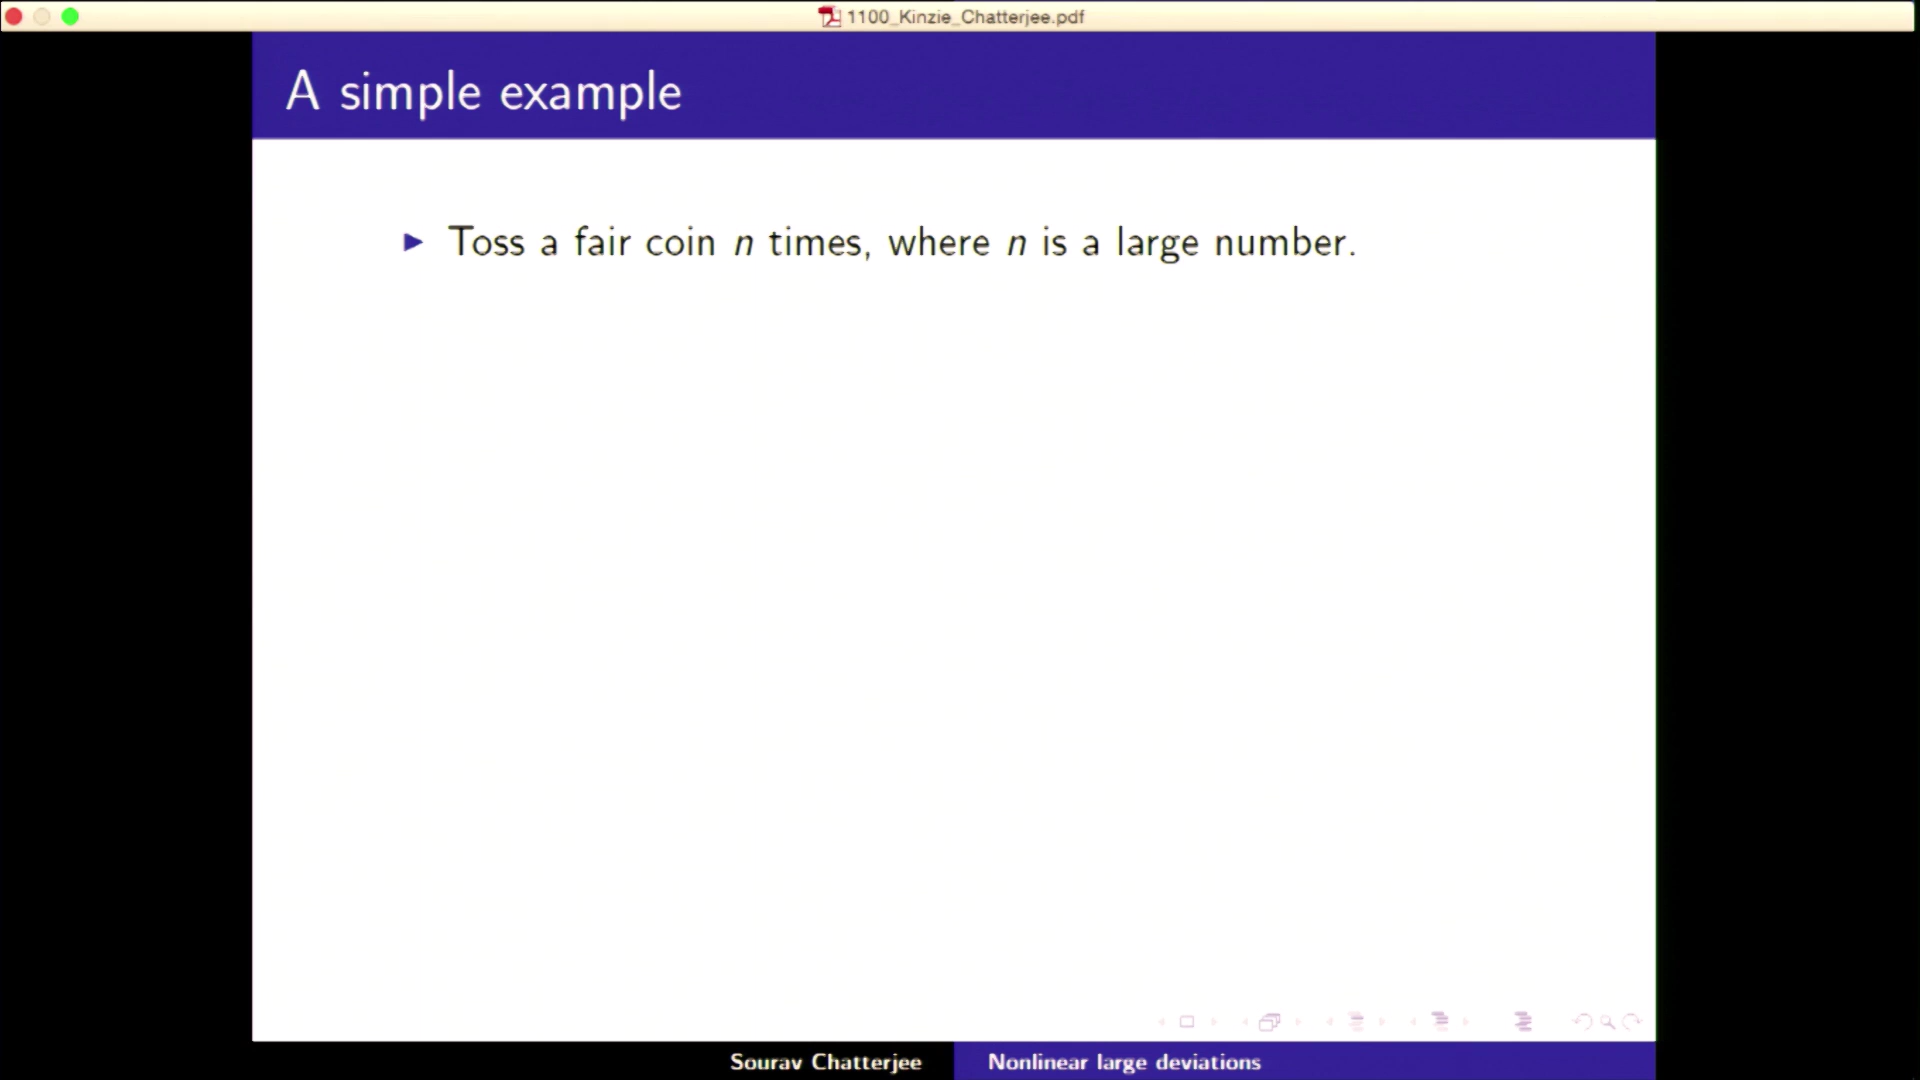 1100_Kinzie_Chatterjee.pdf
A simple example
Toss a fair coin n times, where n is a large number.
Sourav Chatterjee
Nonlinear large deviations